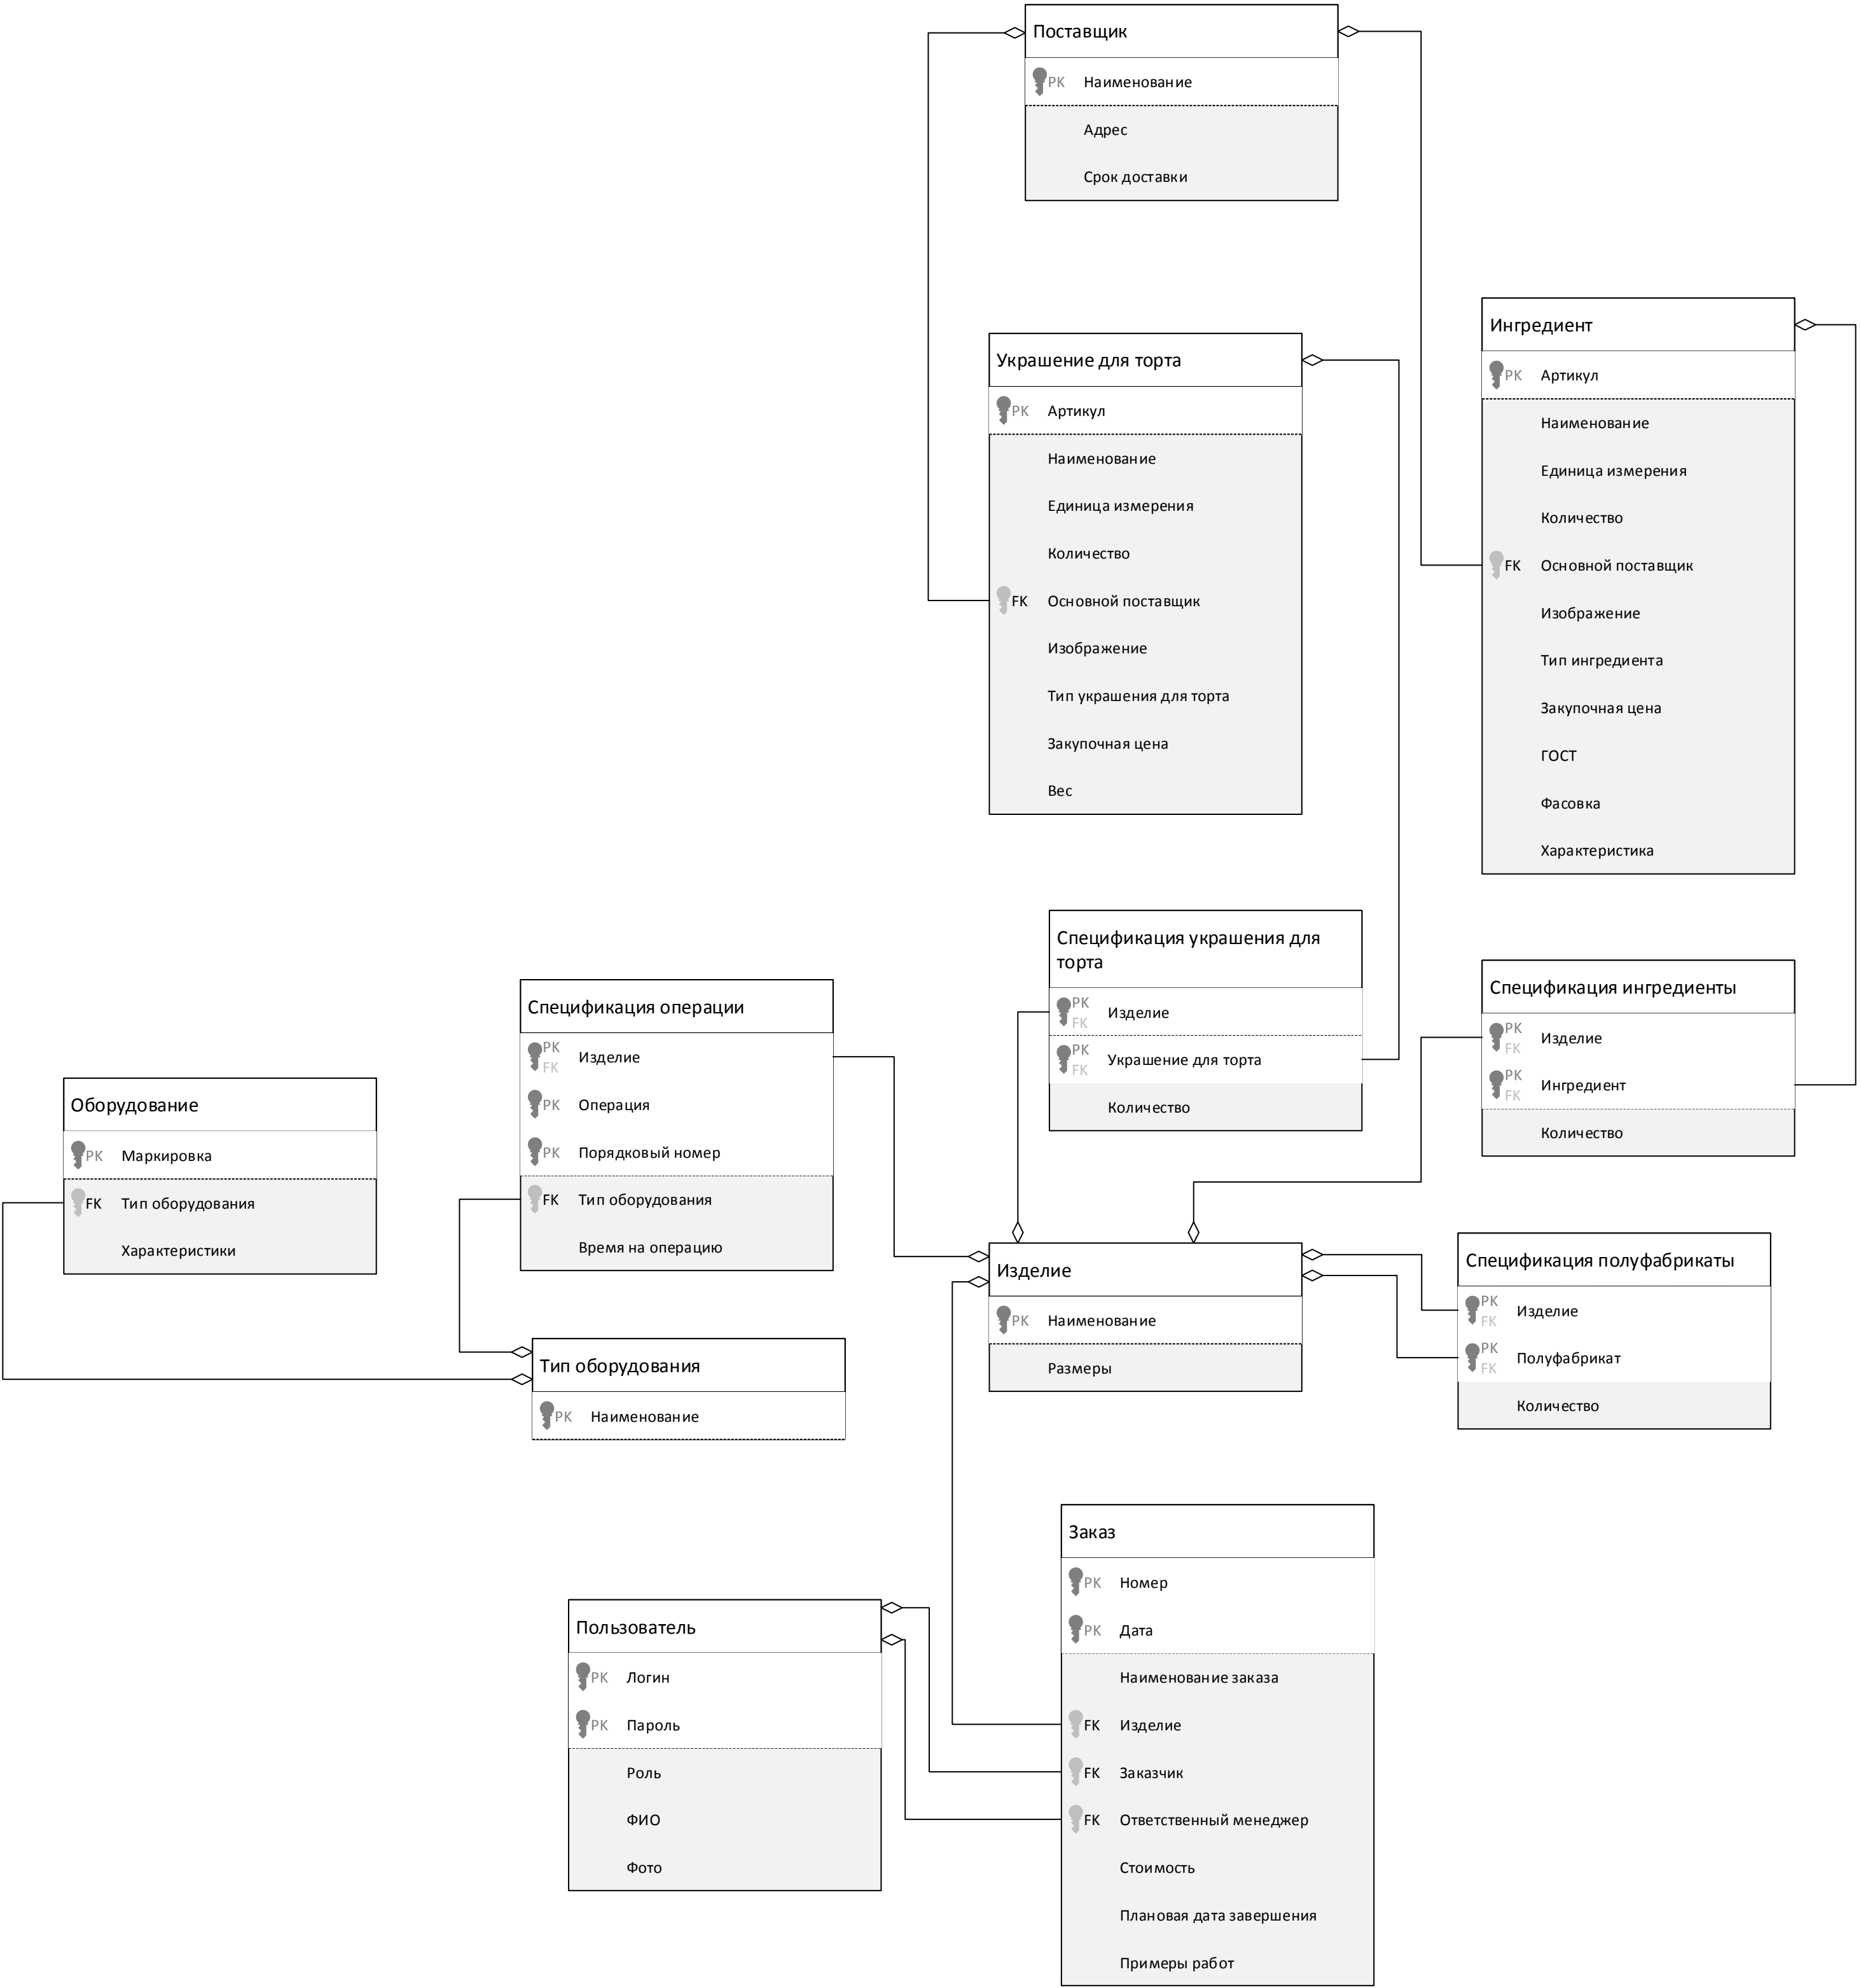 Поставщик
PK Наименование
Адрес
Срок доставки
Украшение для торта
PK Артикул
Наименование
Единица измерения
Количество
FK Основной поставщик
Изображение
Тип украшения для торта
Закупочная цена
Вес
Ингредиент
PK Артикул
Наименование
Единица измерения
Количество
FK Основной поставщик
Изображение
Тип ингредиента
Закупочная цена
ГОСТ
Фасовка
Характеристика
Спецификация украшения для
торта
PK FK Изделие
PK FK Украшение для торта
Количество
Спецификация ингредиенты
PK FK Изделие
PK FK Ингредиент
Количество
Спецификация операции
PK FK Изделие
PK Операция
PK Порядковый номер
FK Тип оборудования
Время на операцию
Оборудование
PK Маркировка
FK Тип оборудования
Характеристики
Изделие
PK Наименование
Размеры
Спецификация полуфабрикаты
PK FK Изделие
PK FK Полуфабрикат
Количество
Тип оборудования
PK Наименование
Заказ
PK Номер
PK Дата
Наименование заказа
FK Изделие
FK Заказчик
FK Ответственный менеджер
Стоимость
Плановая дата завершения
Примеры работ
Пользователь
PK Логин
PK Пароль
Роль
ФИО
Фото